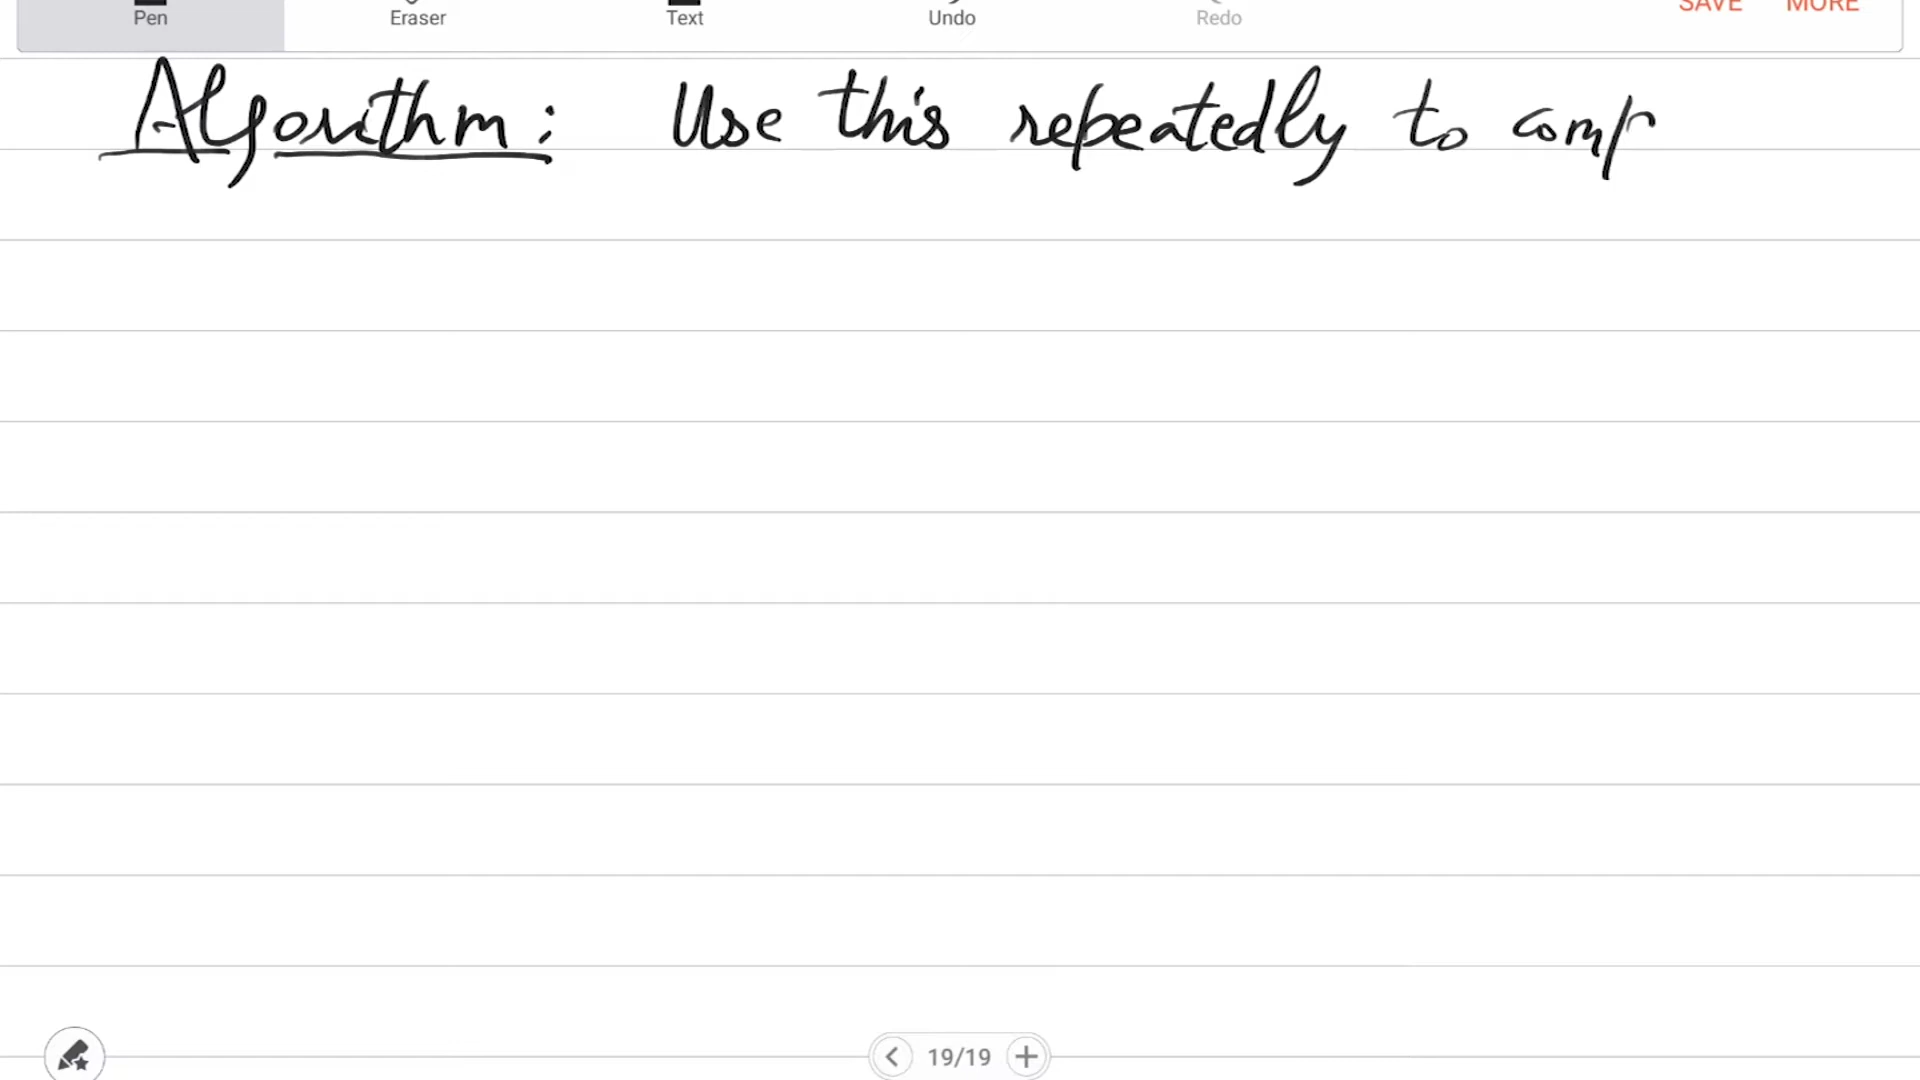 Pen Eraser Text Undo Redo SAVE MORE
Algorithm: Use this repeatedly to comp
19/19